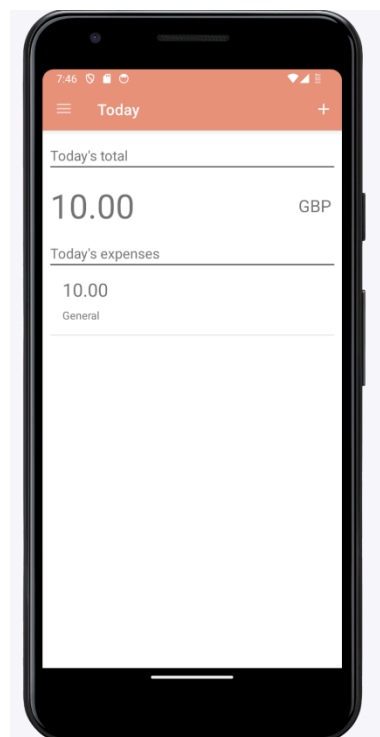 7:46
Today
+
Today's total
10.00 GBP
Today's expenses
10.00
General